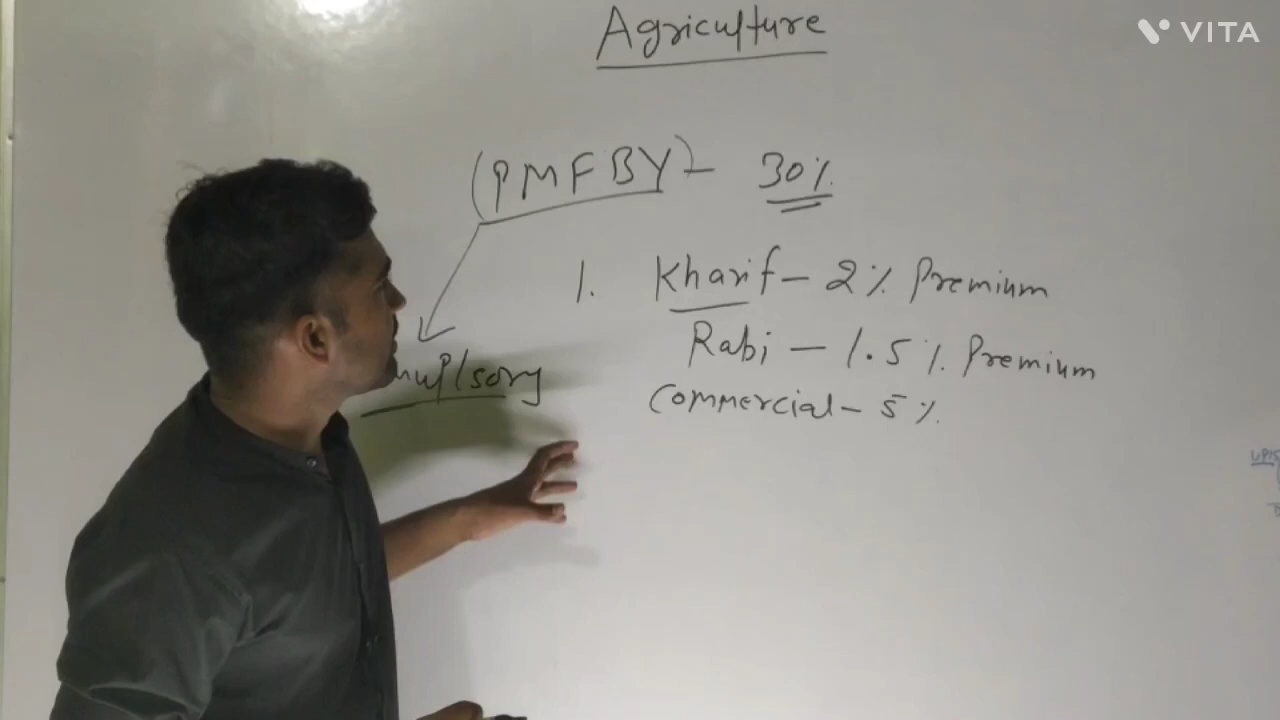 VITA
Agriculture
(PMFBY) - 30%.
1. Kharif - 2% Premium
Rabi - 1.5% Premium
Commercial - 5%.